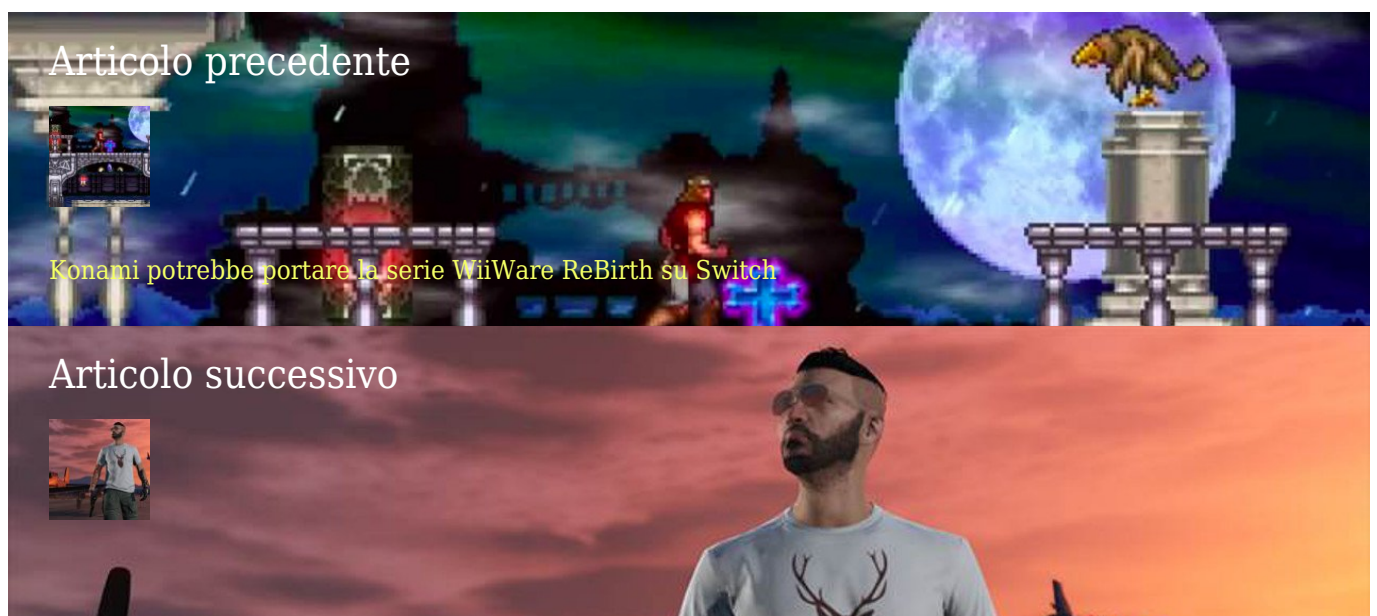 Articolo precedente
Konami potrebbe portare la serie WiiWare ReBirth su Switch
Articolo successivo